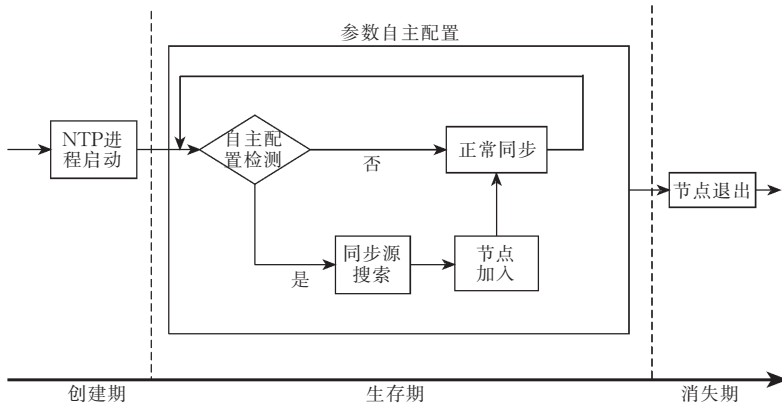 参数自主配置
NTP进
程启动
自主配
置检测
否
正常同步
是
同步源
搜索
节点
加入
节点退出
创建期
生存期
消失期